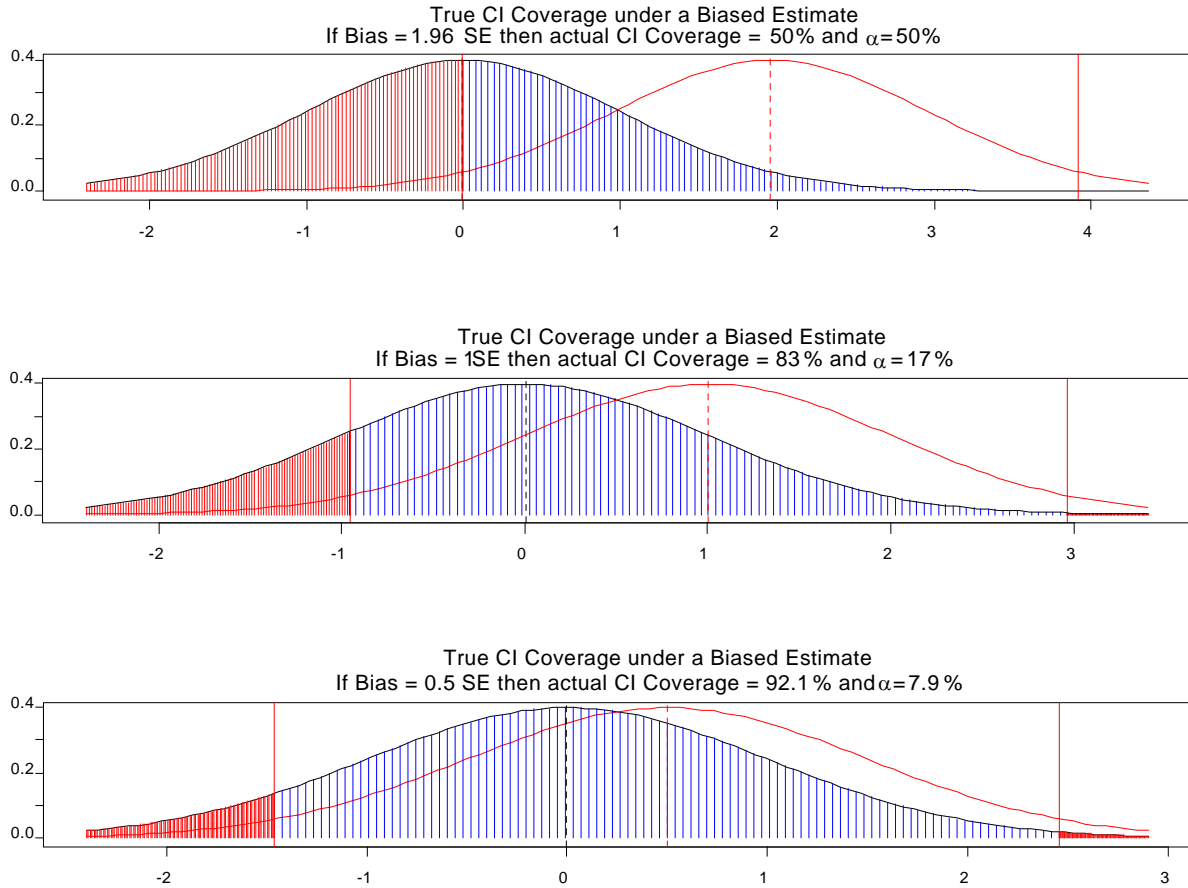 True CI Coverage under a Biased Estimate
If Bias = 1.96 SE then actual CI Coverage = 50% and α=50%
0.4
0.2
0.0
-2 -1 0 1 2 3 4
True CI Coverage under a Biased Estimate
If Bias = 1SE then actual CI Coverage = 83% and α = 17%
0.4
0.2
0.0
-2 -1 0 1 2 3
True CI Coverage under a Biased Estimate
If Bias = 0.5 SE then actual CI Coverage = 92.1% and α=7.9%
0.4
0.2
0.0
-2 -1 0 1 2 3